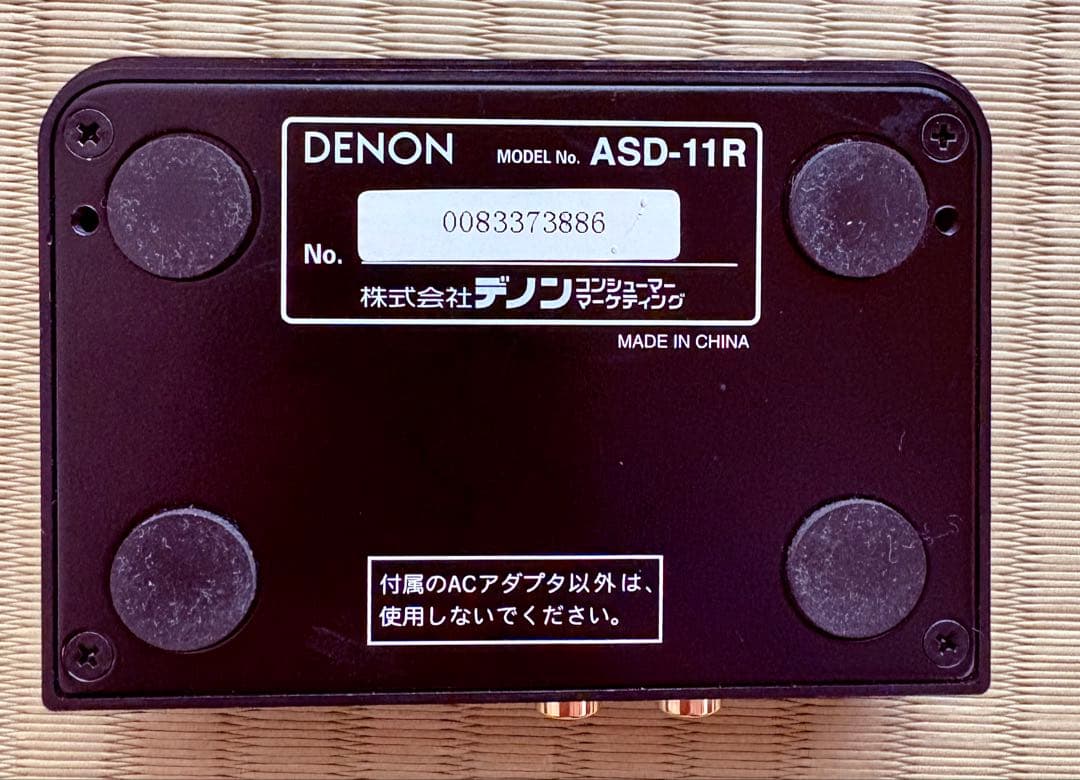 DENON MODEL No. ASD-11R
No. 0083373886
株式会社デノン コンシューマー マーケティング
MADE IN CHINA
付属のACアダプタ以外は、
使用しないでください。